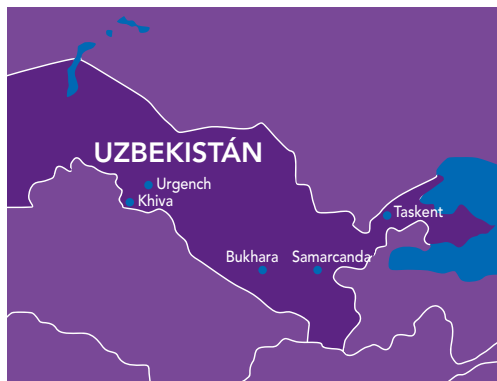 UZBEKISTÁN
Urgench
Khiva
Taskent
Bukhara
Samarcanda